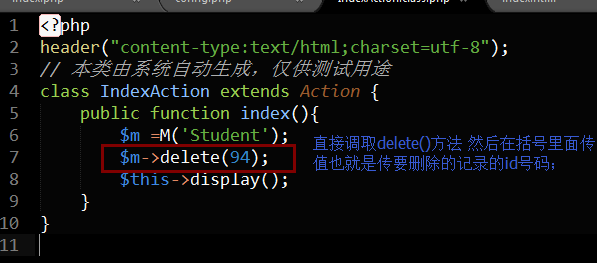 1 <?php
2 header("content-type:text/html;charset=utf-8");
3 // 本类由系统自动生成，仅供测试用途
4 class IndexAction extends Action {
5 public function index(){
6 $m =M('Student');
7 $m->delete(94);
8 $this->display();
9 }
10 }
11
直接调取delete()方法 然后在括号里面传
值也就是传要删除的记录的id号码；